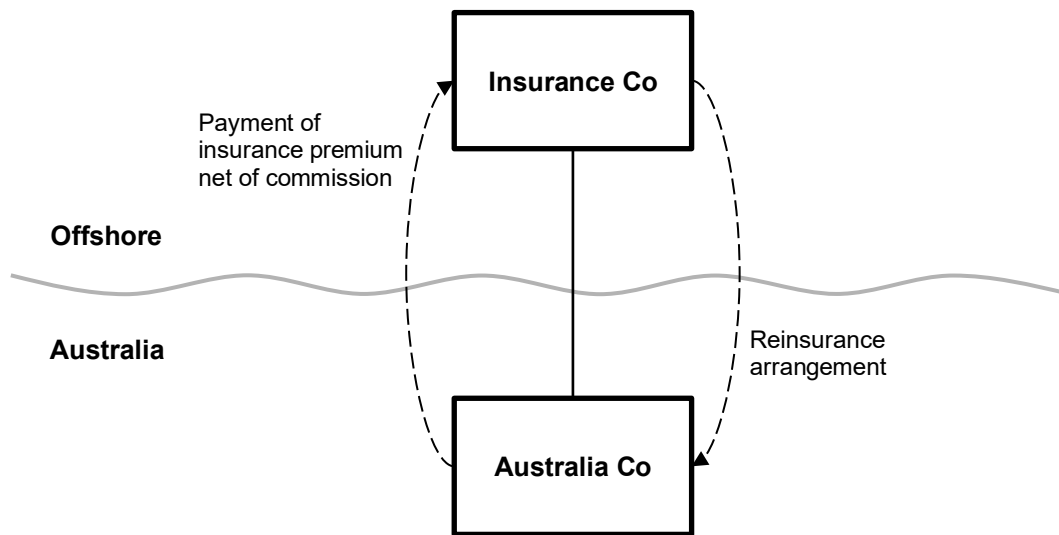 Insurance Co
Payment of
insurance premium
net of commission
Offshore
Australia
Reinsurance
arrangement
Australia Co